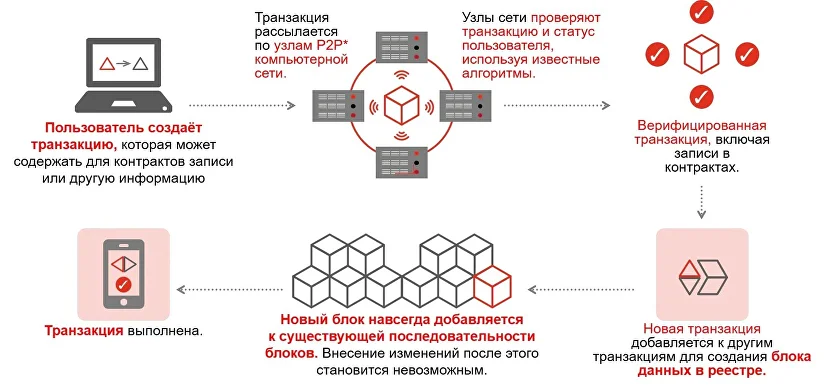 Пользователь создаёт
транзакцию, которая может
содержать для контрактов записи
или другую информацию
Транзакция
рассылается
по узлам P2P*
компьютерной
сети.
Узлы сети проверяют
транзакцию и статус
пользователя,
используя известные
алгоритмы.
Верифицированная
транзакция, включая
записи в
контрактах.
Новая транзакция
добавляется к другим
транзакциям для создания блока
данных в реестре.
Новый блок навсегда добавляется
к существующей последовательности
блоков. Внесение изменений после этого
становится невозможным.
Транзакция выполнена.